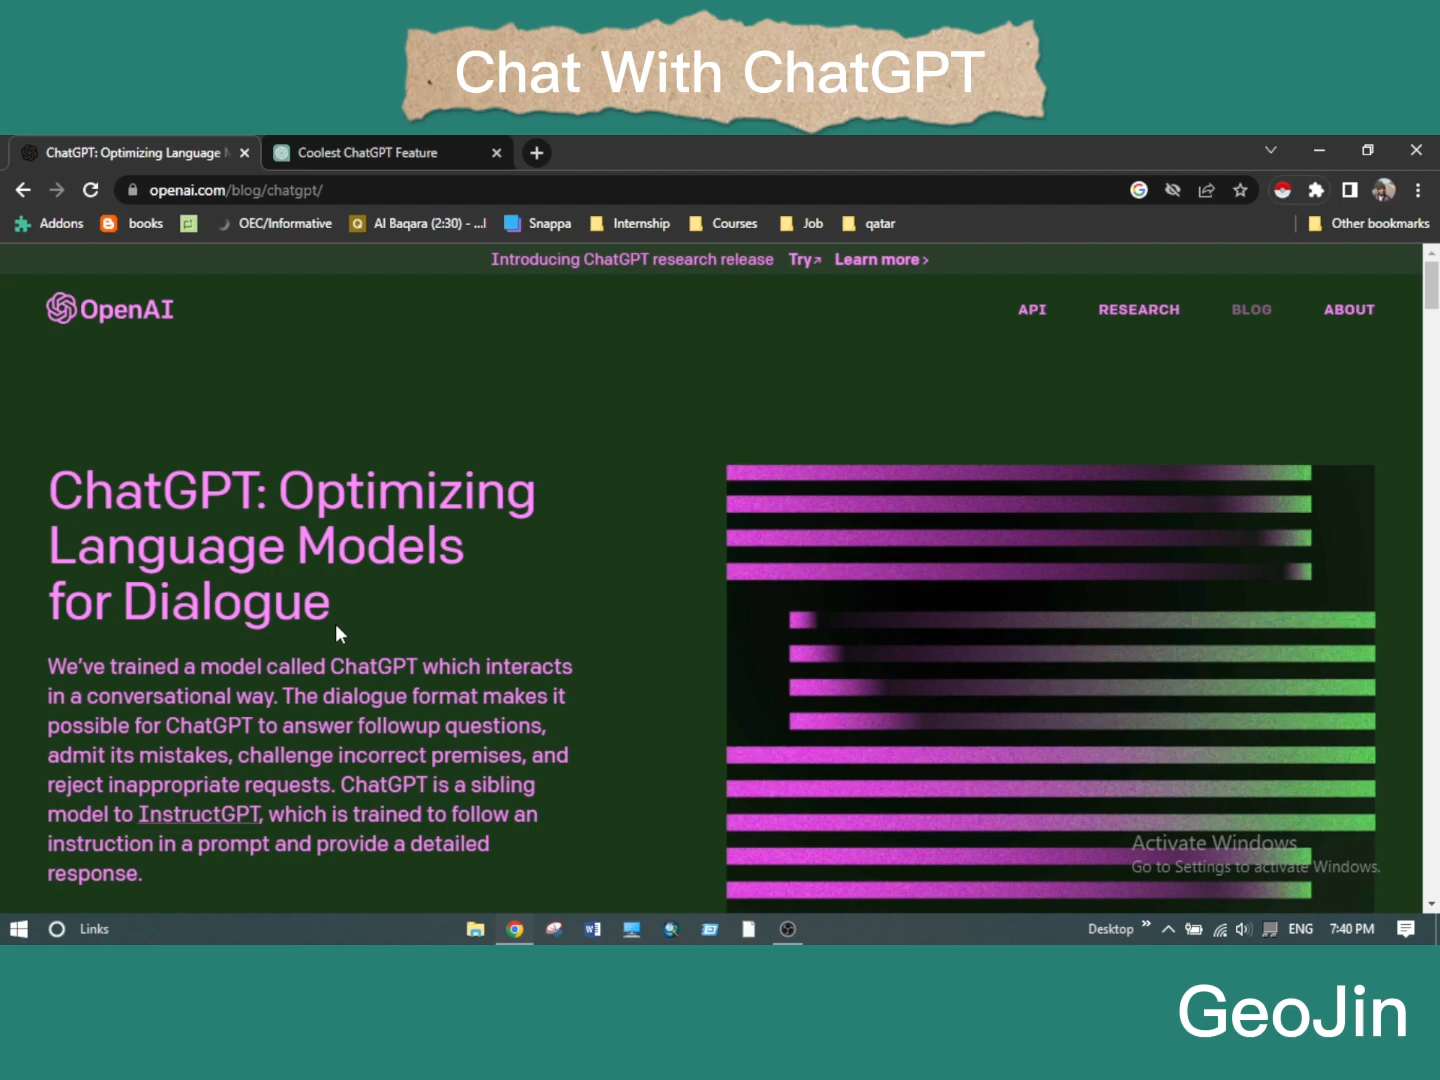 Chat With ChatGPT
ChatGPT: Optimizing Language M
Coolest ChatGPT Feature
openai.com/blog/chatgpt/
Addons
books
OEC/Informative
Al Baqara (2:30) - ...l
Snappa
Internship
Courses
Job
qatar
Other bookmarks
Introducing ChatGPT research release Try↗ Learn more ›
OpenAI
API
RESEARCH
BLOG
ABOUT
ChatGPT: Optimizing
Language Models
for Dialogue
We’ve trained a model called ChatGPT which interacts
in a conversational way. The dialogue format makes it
possible for ChatGPT to answer followup questions,
admit its mistakes, challenge incorrect premises, and
reject inappropriate requests. ChatGPT is a sibling
model to InstructGPT, which is trained to follow an
instruction in a prompt and provide a detailed
response.
Activate Windows
Go to Settings to activate Windows.
Links
Desktop
ENG
7:40 PM
GeoJin